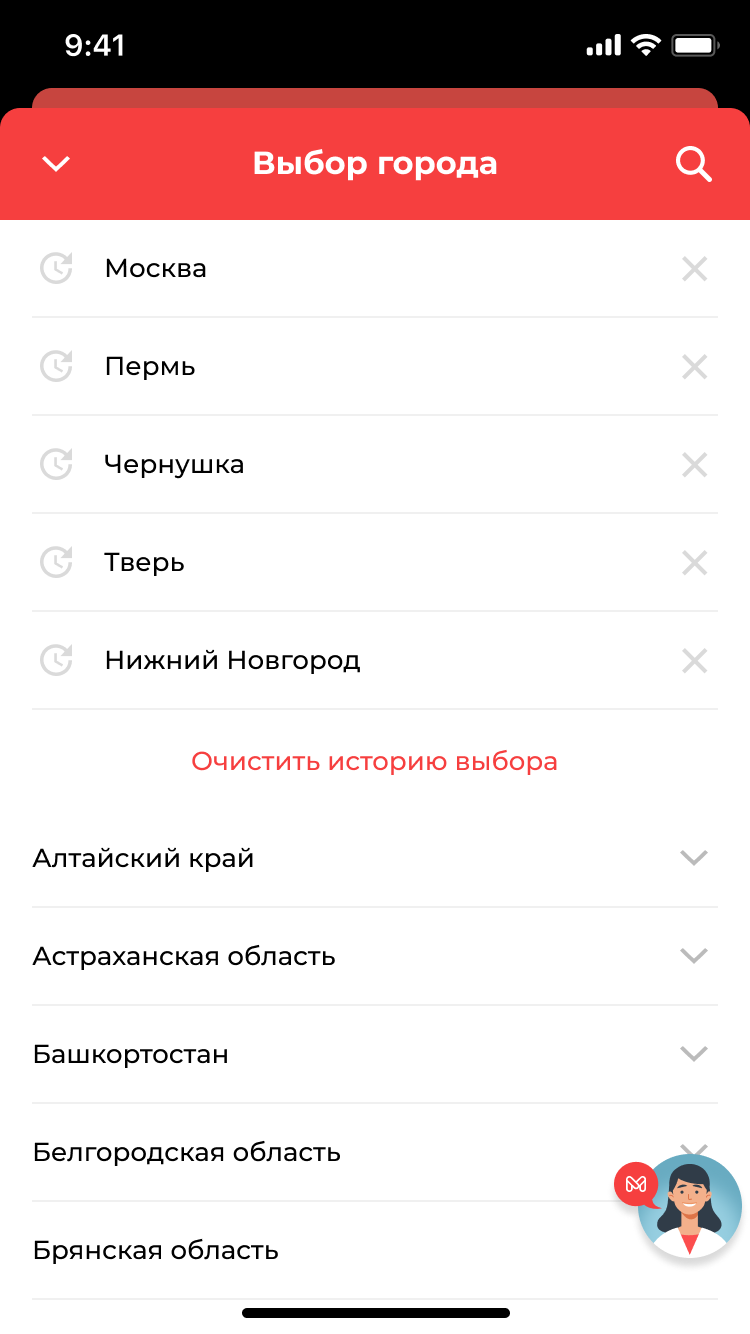 9:41
Выбор города
Москва
Пермь
Чернушка
Тверь
Нижний Новгород
Очистить историю выбора
Алтайский край
Астраханская область
Башкортостан
Белгородская область
Брянская область